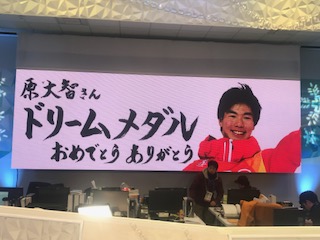 原大智さん
ドリームメダル
おめでとう ありがとう